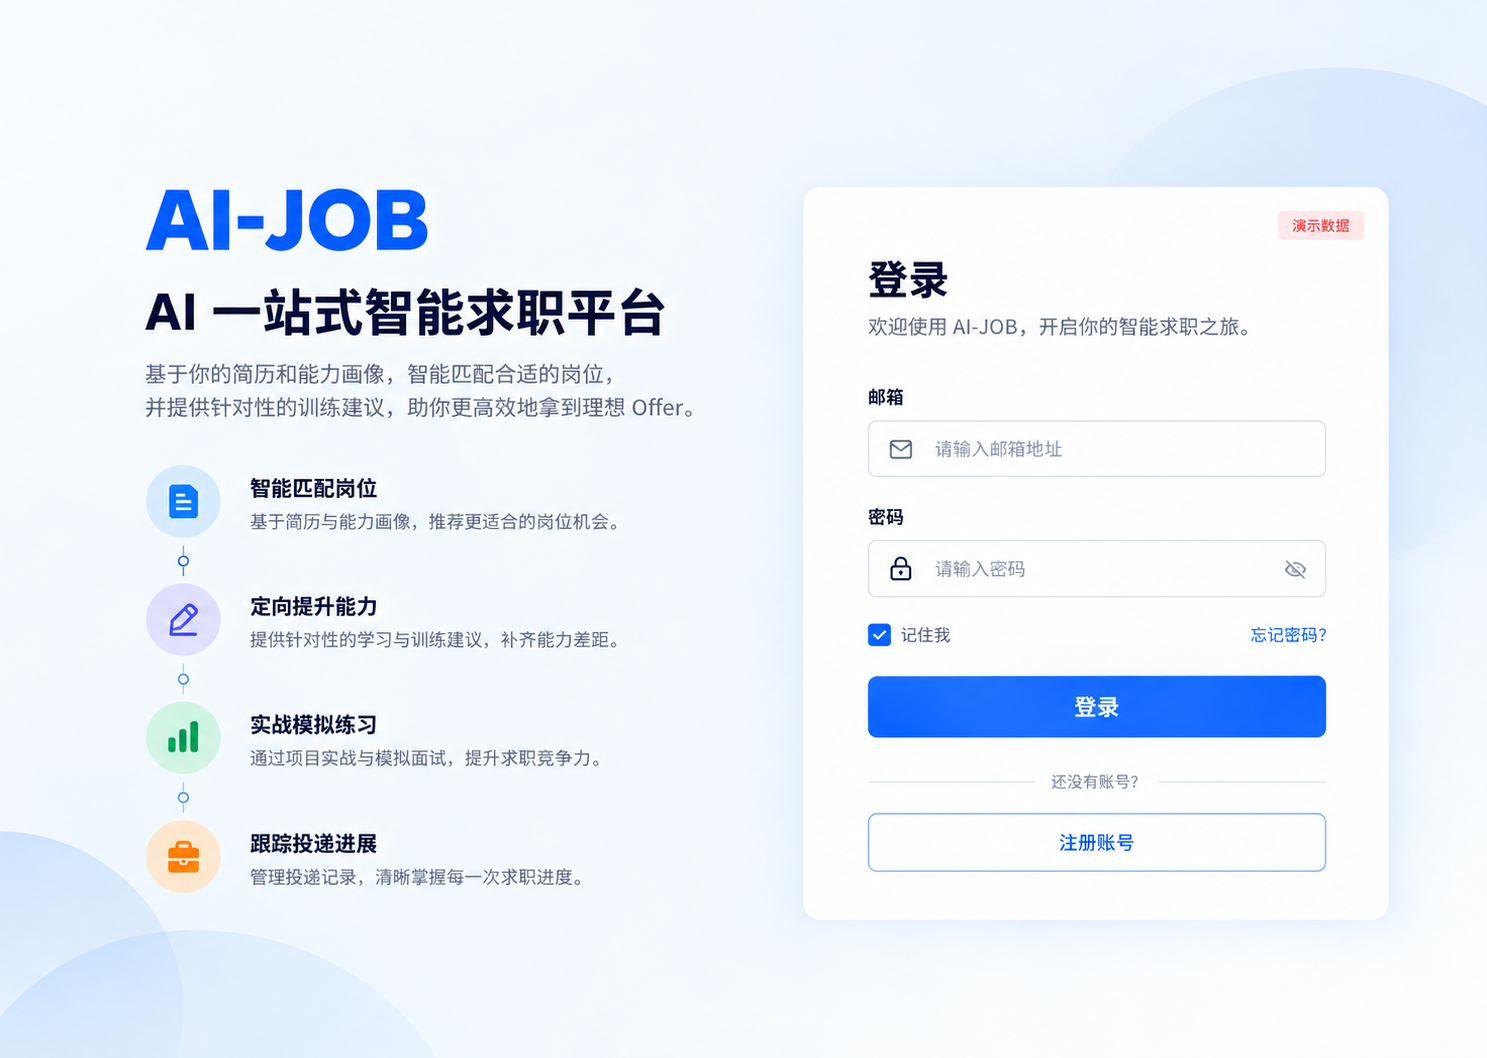 AI-JOB
AI 一站式智能求职平台
基于你的简历和能力画像，智能匹配合适的岗位，
并提供针对性的训练建议，助你更高效地拿到理想 Offer。
智能匹配岗位
基于简历与能力画像，推荐更适合的岗位机会。
定向提升能力
提供针对性的学习与训练建议，补齐能力差距。
实战模拟练习
通过项目实战与模拟面试，提升求职竞争力。
跟踪投递进展
管理投递记录，清晰掌握每一次求职进度。
演示数据
登录
欢迎使用 AI-JOB，开启你的智能求职之旅。
邮箱
请输入邮箱地址
密码
请输入密码
记住我
忘记密码？
登录
还没有账号？
注册账号